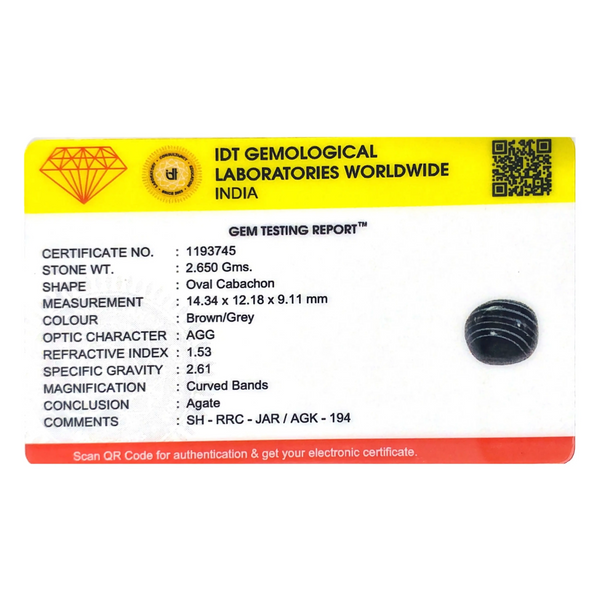 IDT GEMOLOGICAL
LABORATORIES WORLDWIDE
INDIA
GEM TESTING REPORT™
CERTIFICATE NO. : 1193745
STONE WT. : 2.650 Gms.
SHAPE : Oval Cabachon
MEASUREMENT : 14.34 x 12.18 x 9.11 mm
COLOUR : Brown/Grey
OPTIC CHARACTER : AGG
REFRACTIVE INDEX : 1.53
SPECIFIC GRAVITY : 2.61
MAGNIFICATION : Curved Bands
CONCLUSION : Agate
COMMENTS : SH - RRC - JAR / AGK - 194
Scan QR Code for authentication & get your electronic certificate.